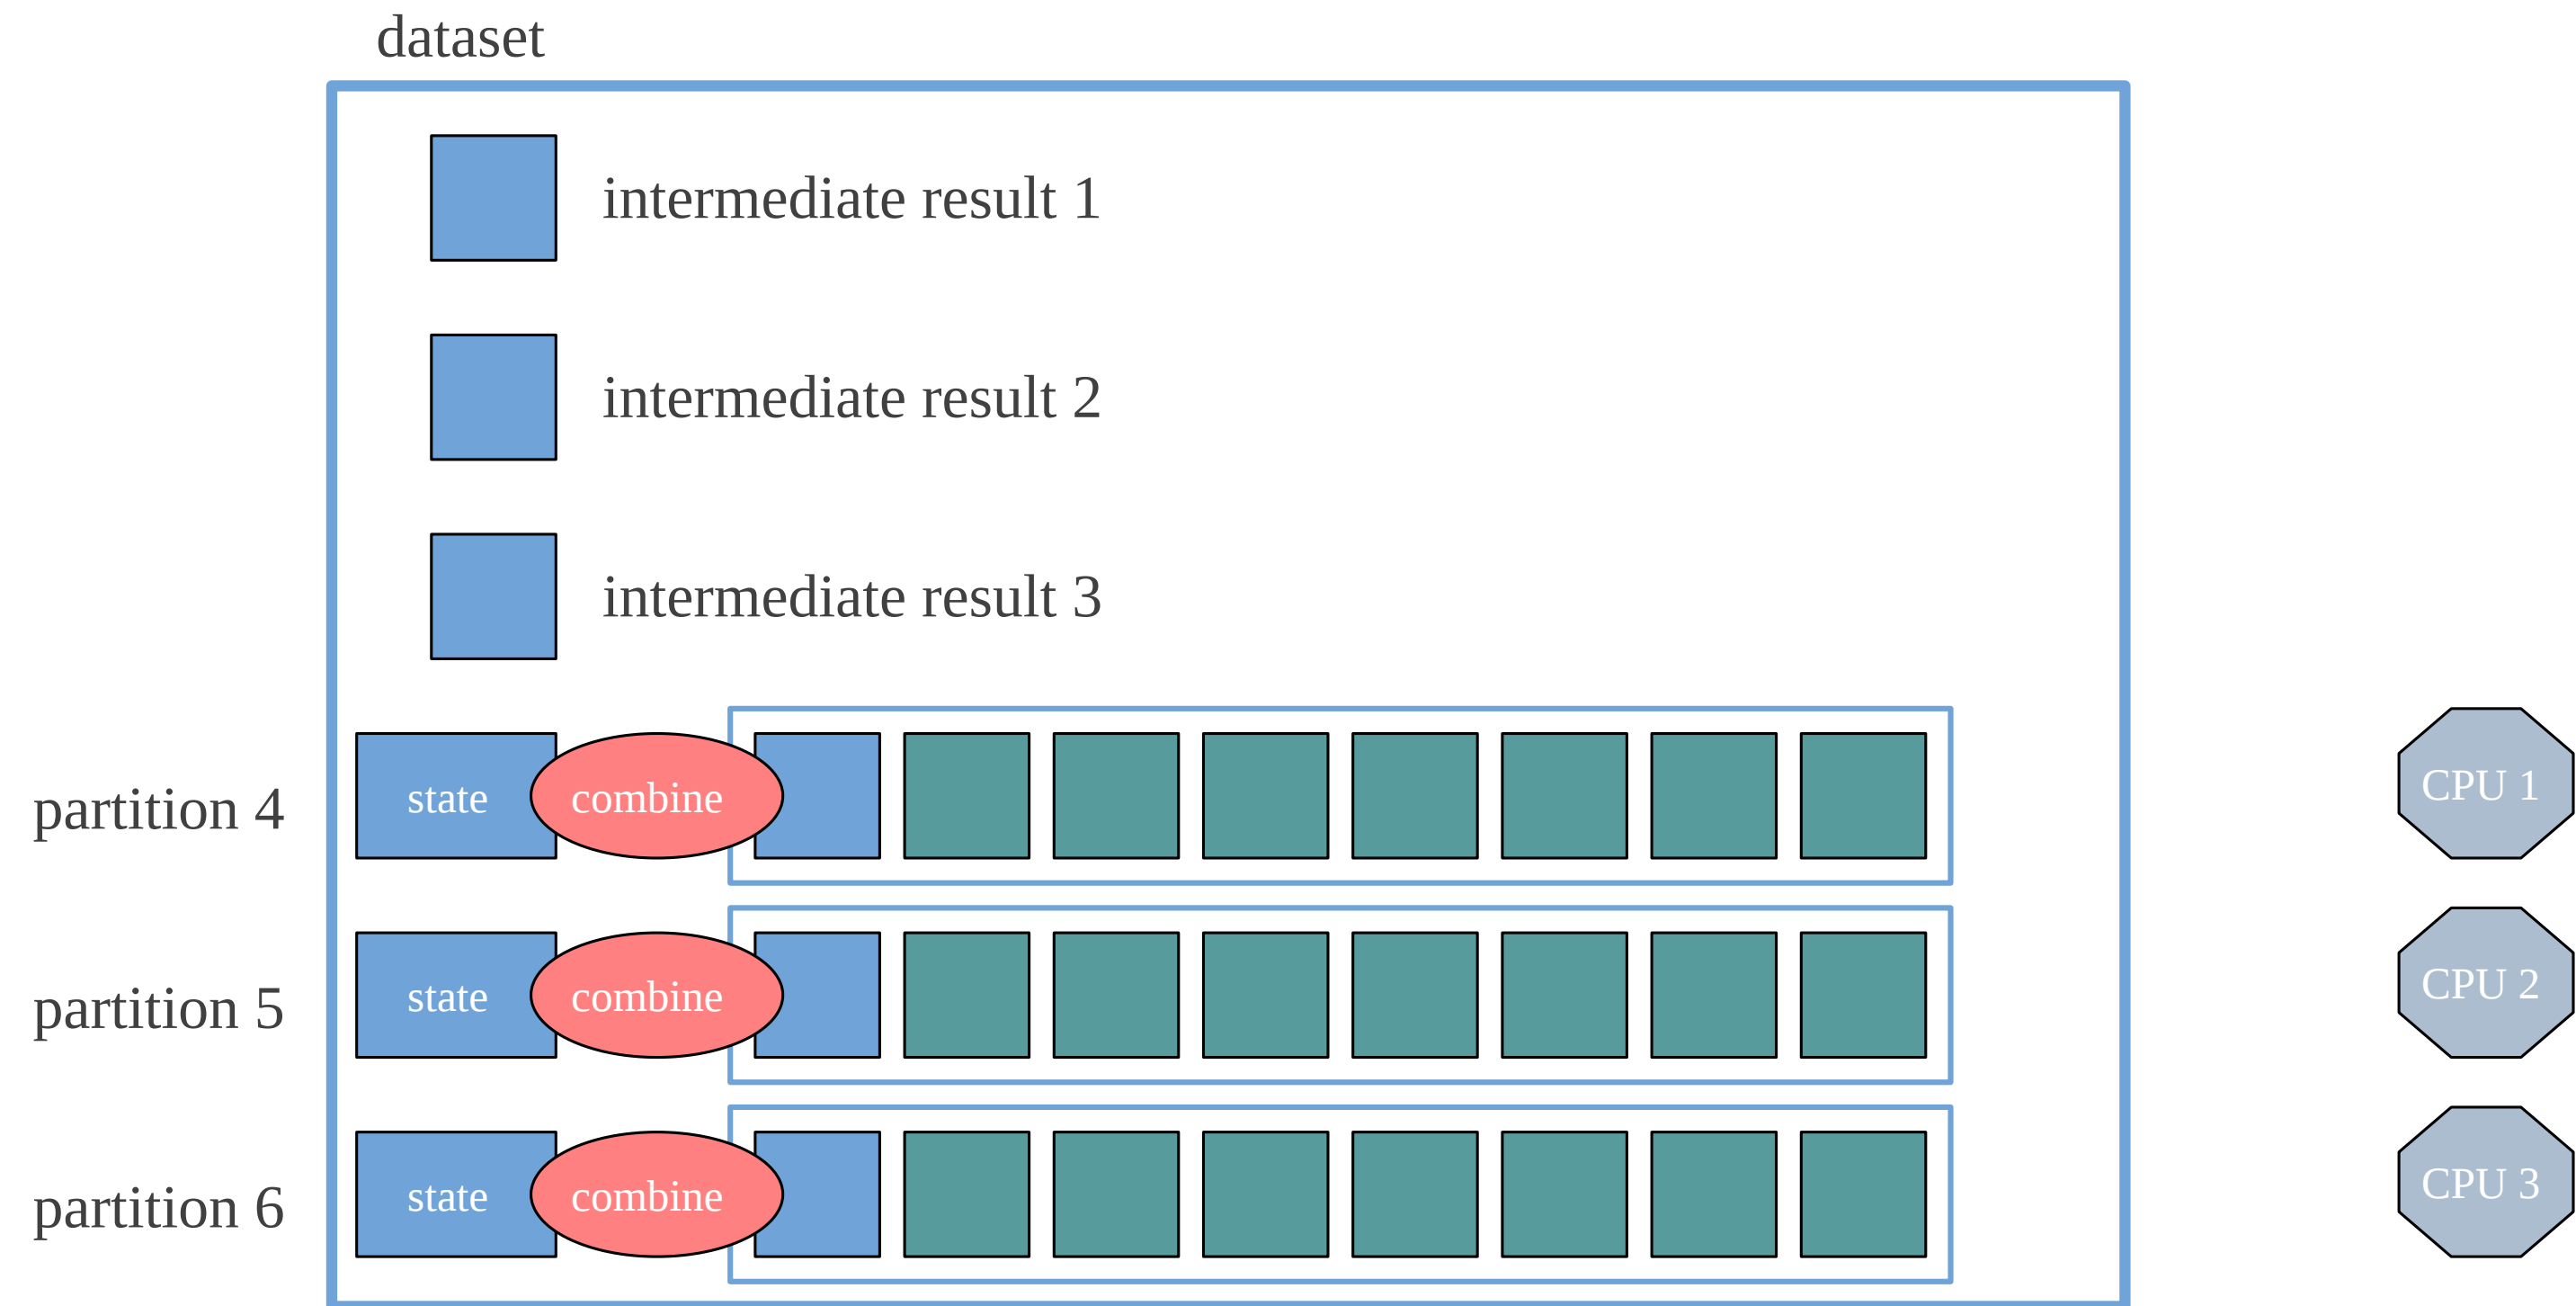 dataset
intermediate result 1
intermediate result 2
intermediate result 3
partition 4 state combine CPU 1
partition 5 state combine CPU 2
partition 6 state combine CPU 3